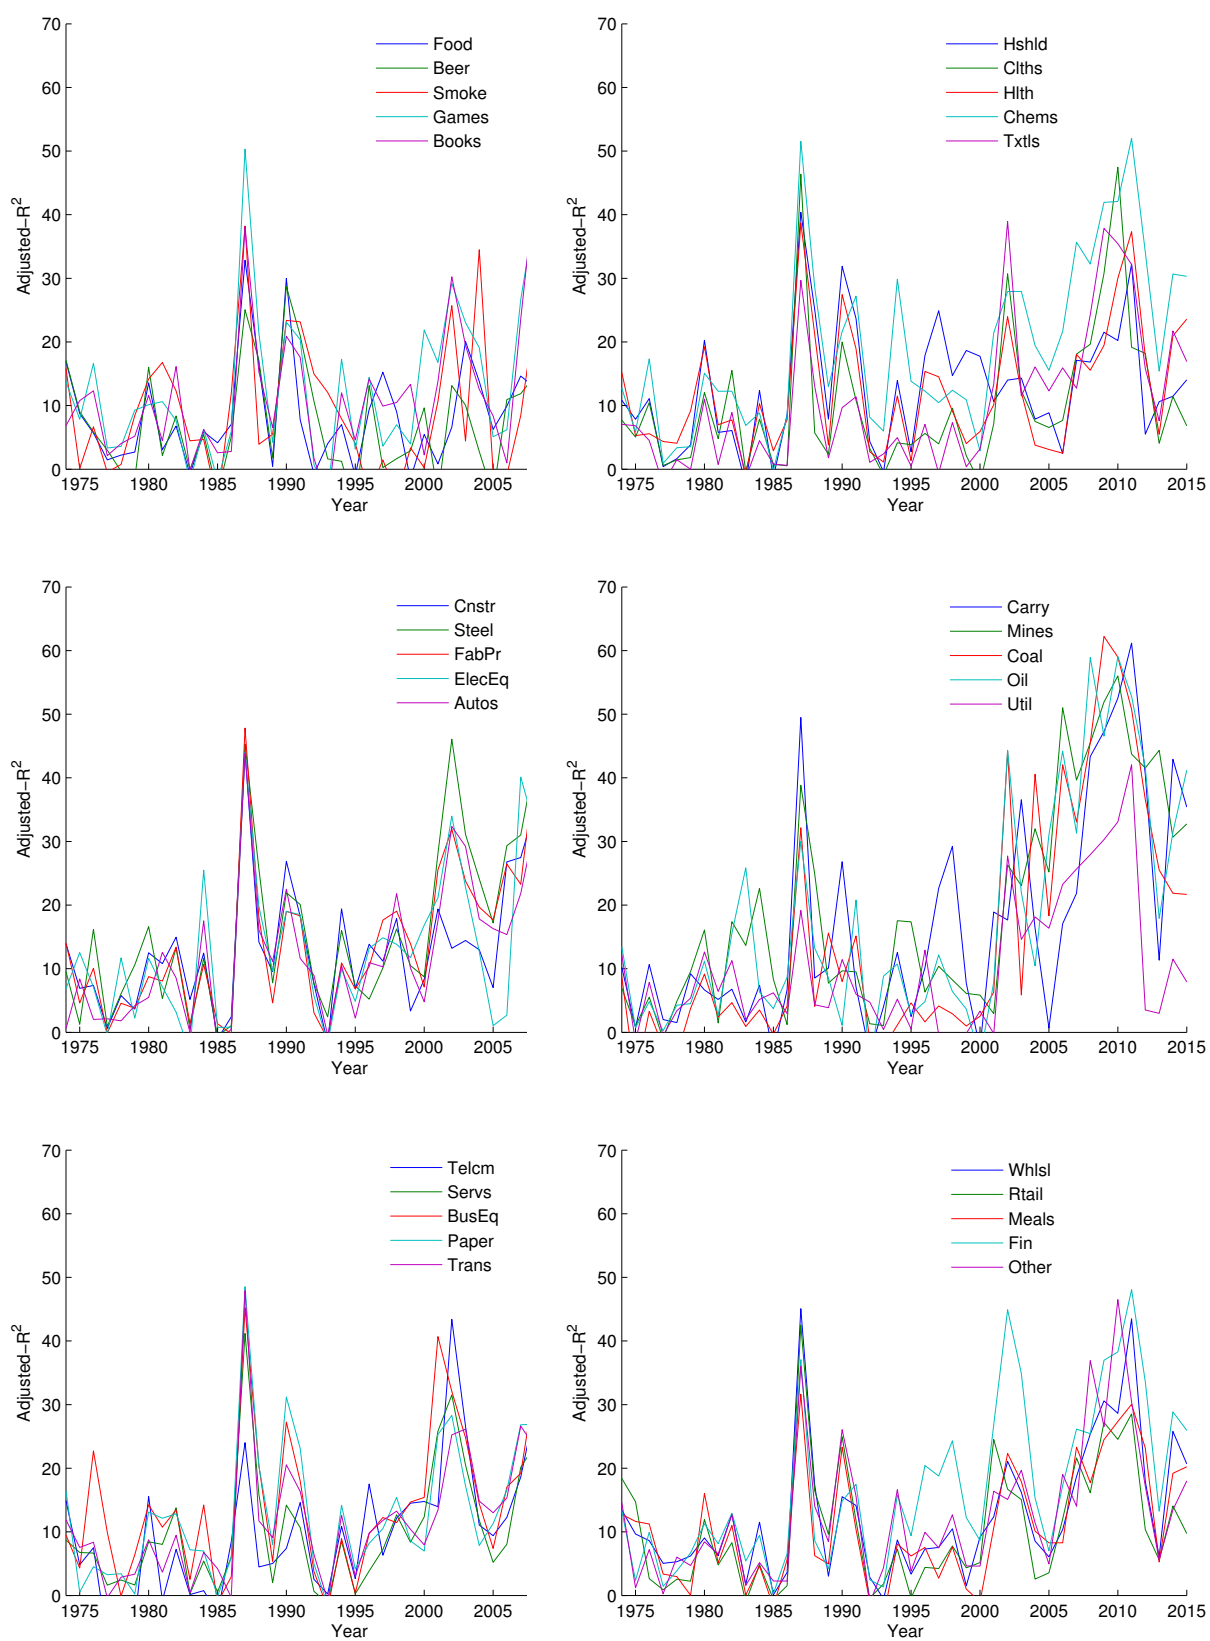 70
60
50
40
30
20
10
0
Adjusted−R²
Food
Beer
Smoke
Games
Books
1975 1980 1985 1990 1995 2000 2005
Year
70
60
50
40
30
20
10
0
Adjusted−R²
Hshld
Clths
Hlth
Chems
Txtls
1975 1980 1985 1990 1995 2000 2005 2010 2015
Year
70
60
50
40
30
20
10
0
Adjusted−R²
Cnstr
Steel
FabPr
ElecEq
Autos
1975 1980 1985 1990 1995 2000 2005
Year
70
60
50
40
30
20
10
0
Adjusted−R²
Carry
Mines
Coal
Oil
Util
1975 1980 1985 1990 1995 2000 2005 2010 2015
Year
70
60
50
40
30
20
10
0
Adjusted−R²
Telcm
Servs
BusEq
Paper
Trans
1975 1980 1985 1990 1995 2000 2005
Year
70
60
50
40
30
20
10
0
Adjusted−R²
Whlsl
Rtail
Meals
Fin
Other
1975 1980 1985 1990 1995 2000 2005 2010 2015
Year